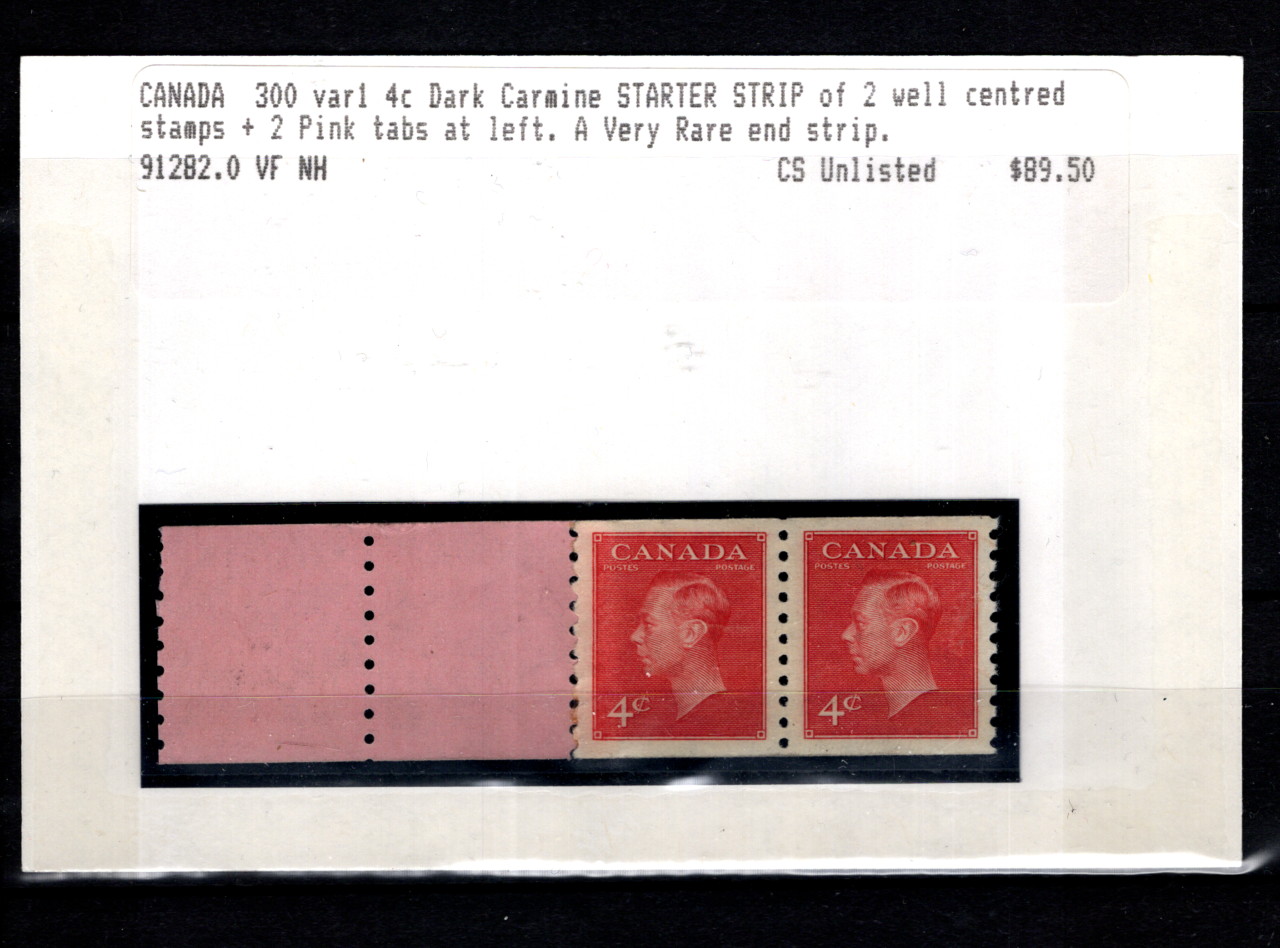 CANADA 300 var1 4c Dark Carmine STARTER STRIP of 2 well centred
stamps + 2 Pink tabs at left. A Very Rare end strip.
91282.0 VF NH CS Unlisted $89.50
CANADA
POSTES POSTAGE
4¢
CANADA
POSTES POSTAGE
4¢